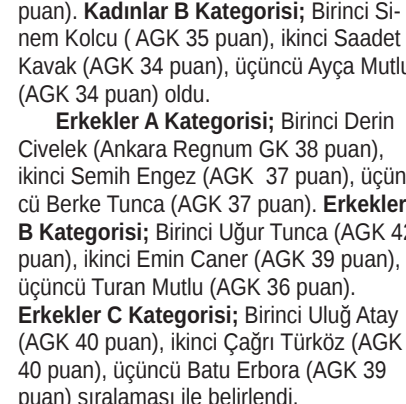 puan). Kadınlar B Kategorisi; Birinci Si-
nem Kolcu ( AGK 35 puan), ikinci Saadet
Kavak (AGK 34 puan), üçüncü Ayça Mutlu
(AGK 34 puan) oldu.
Erkekler A Kategorisi; Birinci Derin
Civelek (Ankara Regnum GK 38 puan),
ikinci Semih Engez (AGK  37 puan), üçün
cü Berke Tunca (AGK 37 puan). Erkekler
B Kategorisi; Birinci Uğur Tunca (AGK 42
puan), ikinci Emin Caner (AGK 39 puan),
üçüncü Turan Mutlu (AGK 36 puan).
Erkekler C Kategorisi; Birinci Uluğ Atay
(AGK 40 puan), ikinci Çağrı Türköz (AGK
40 puan), üçüncü Batu Erbora (AGK 39
puan) sıralaması ile belirlendi.